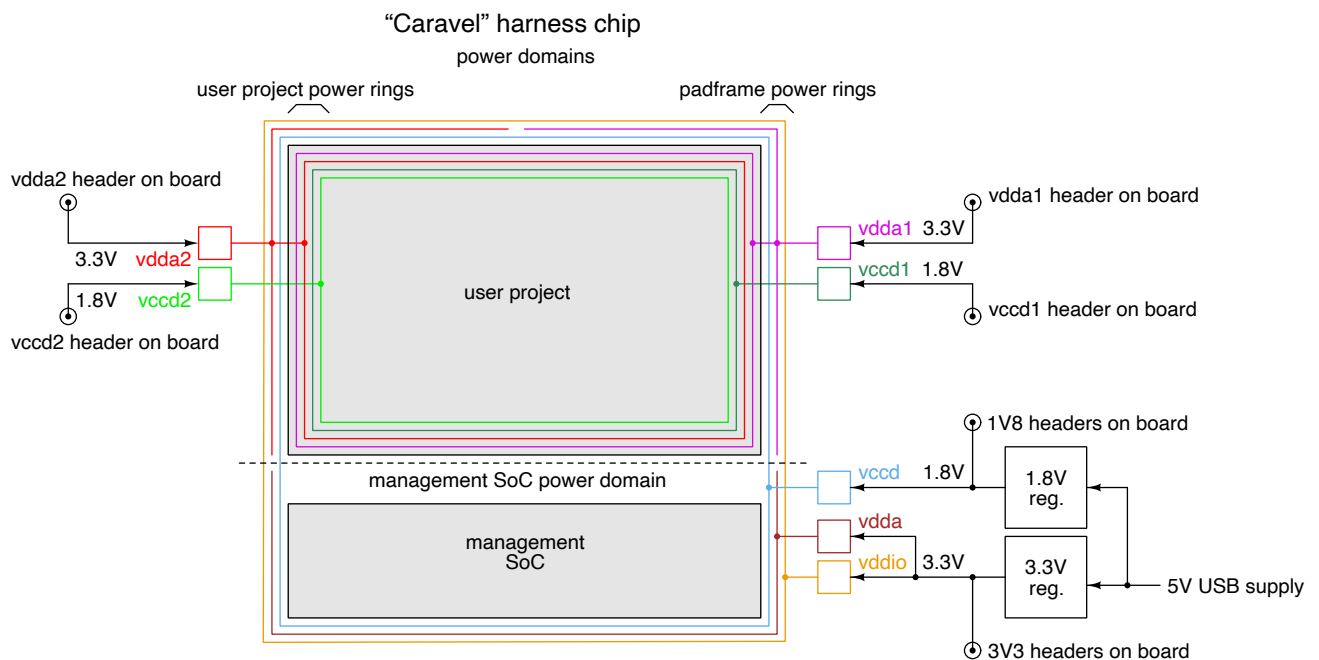 “Caravel” harness chip
power domains
user project power rings
padframe power rings
vdda2 header on board
vdda1 header on board
3.3V
vdda2
vdda1
3.3V
1.8V
vccd2
vccd1
1.8V
vccd2 header on board
vccd1 header on board
user project
1V8 headers on board
management SoC power domain
vccd
1.8V
1.8V
reg.
management
SoC
vdda
vddio
3.3V
3.3V
reg.
5V USB supply
3V3 headers on board